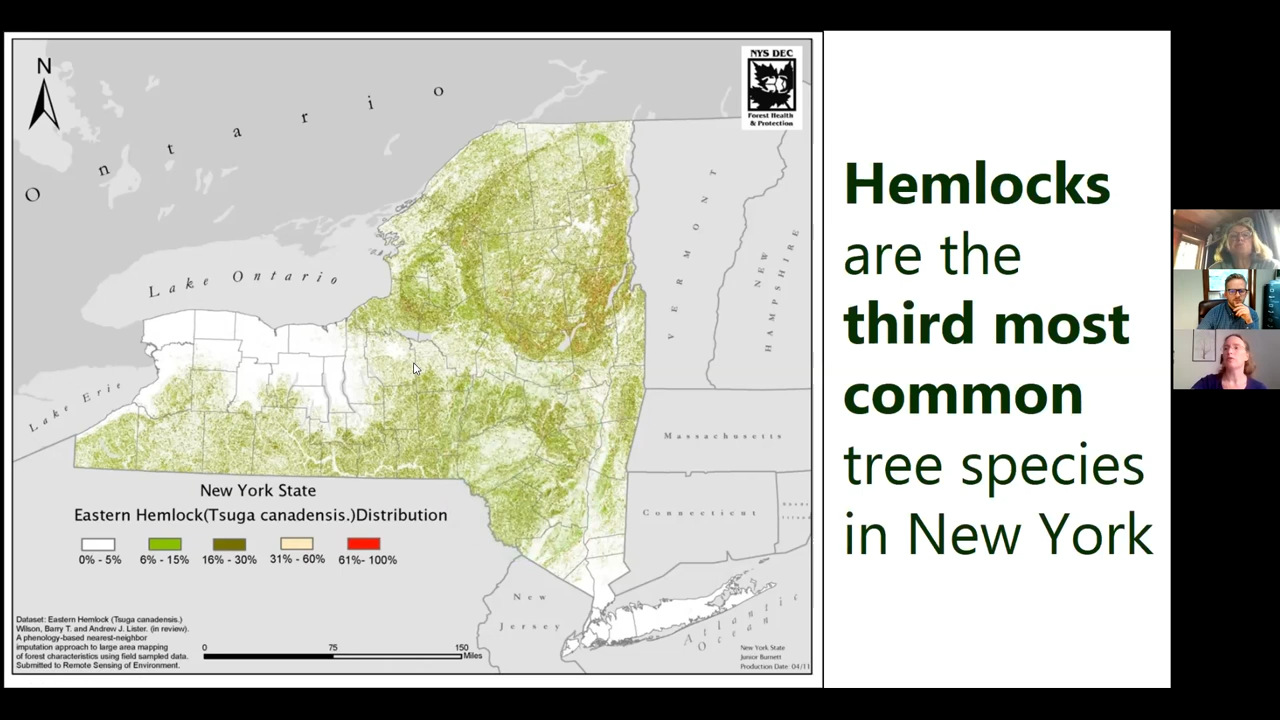 N
Ontario
NYS DEC
Forest Health
& Protection
Lake Ontario
VERMONT
NEW
HAMPSHIRE
Lake Erie
Massachusetts
Connecticut
New York State
Eastern Hemlock(Tsuga canadensis.)Distribution
0% - 5% 6% - 15% 16% - 30% 31% - 60% 61%- 100%
New
Jersey
Atlantic
Ocean
Dataset: Eastern Hemlock (Tsuga canadensis.)
Wilson, Barry T. and Andrew J. Lister. (in review).
A phenology-based nearest-neighbor
imputation approach to large area mapping
of forest characteristics using field sampled data.
Submitted to Remote Sensing of Environment.
0 75 150
Miles
New York State
Junior Burnett
Production Date: 04/11
Hemlocks
are the
third most
common
tree species
in New York